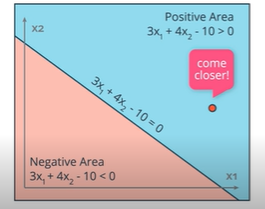 X2
Positive Area
3x₁ + 4x₂ - 10 > 0
come
closer!
3x₁ + 4x₂ - 10 = 0
Negative Area
3x₁ + 4x₂ - 10 < 0
X1